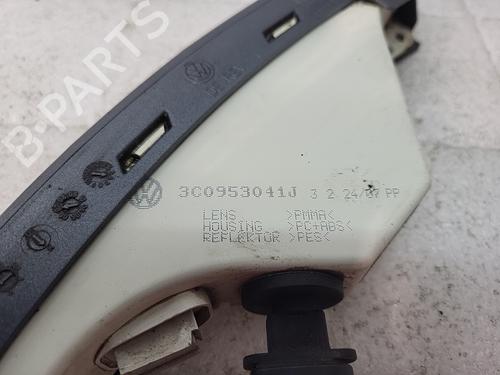 B-PARTS
3C0953041J 3 2 24/07 PP
LENS >PMMA<
HOUSING >PC+ABS<
REFLEKTOR >PES<